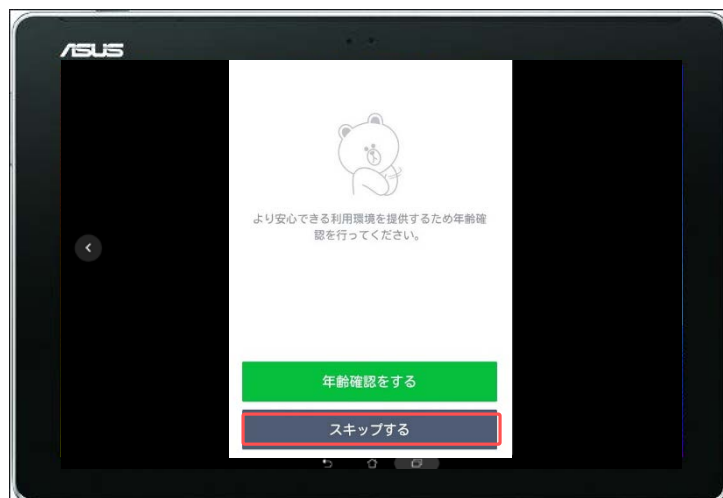 ASUS
より安心できる利用環境を提供するため年齢確
認を行ってください。
年齢確認をする
スキップする